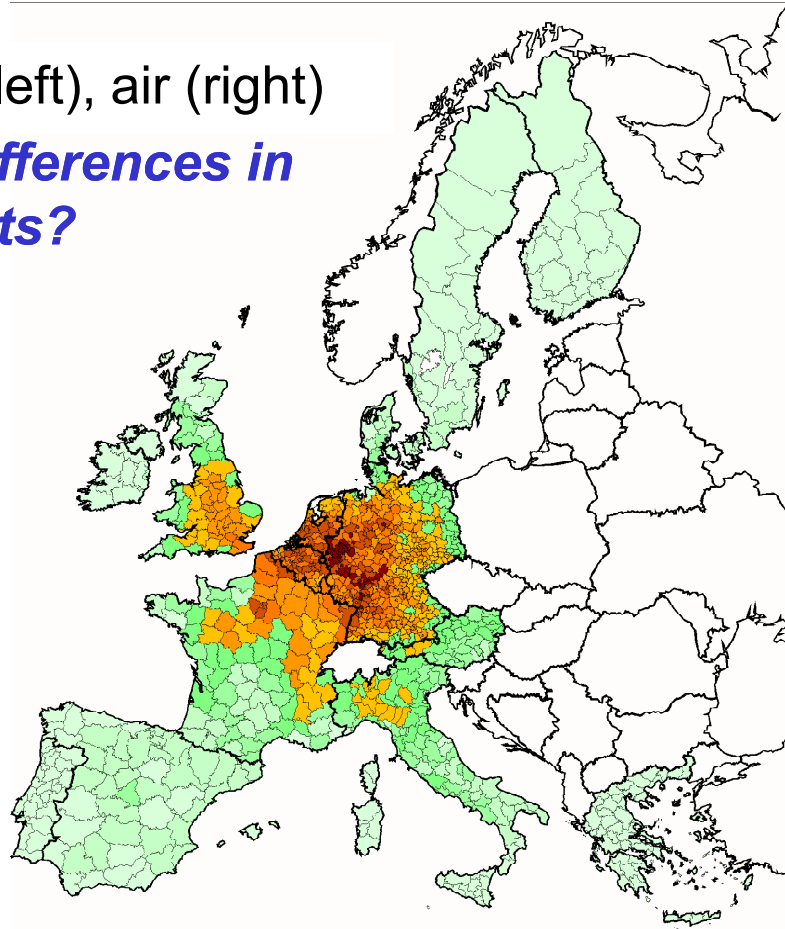 left), air (right)
fferences in
ts?